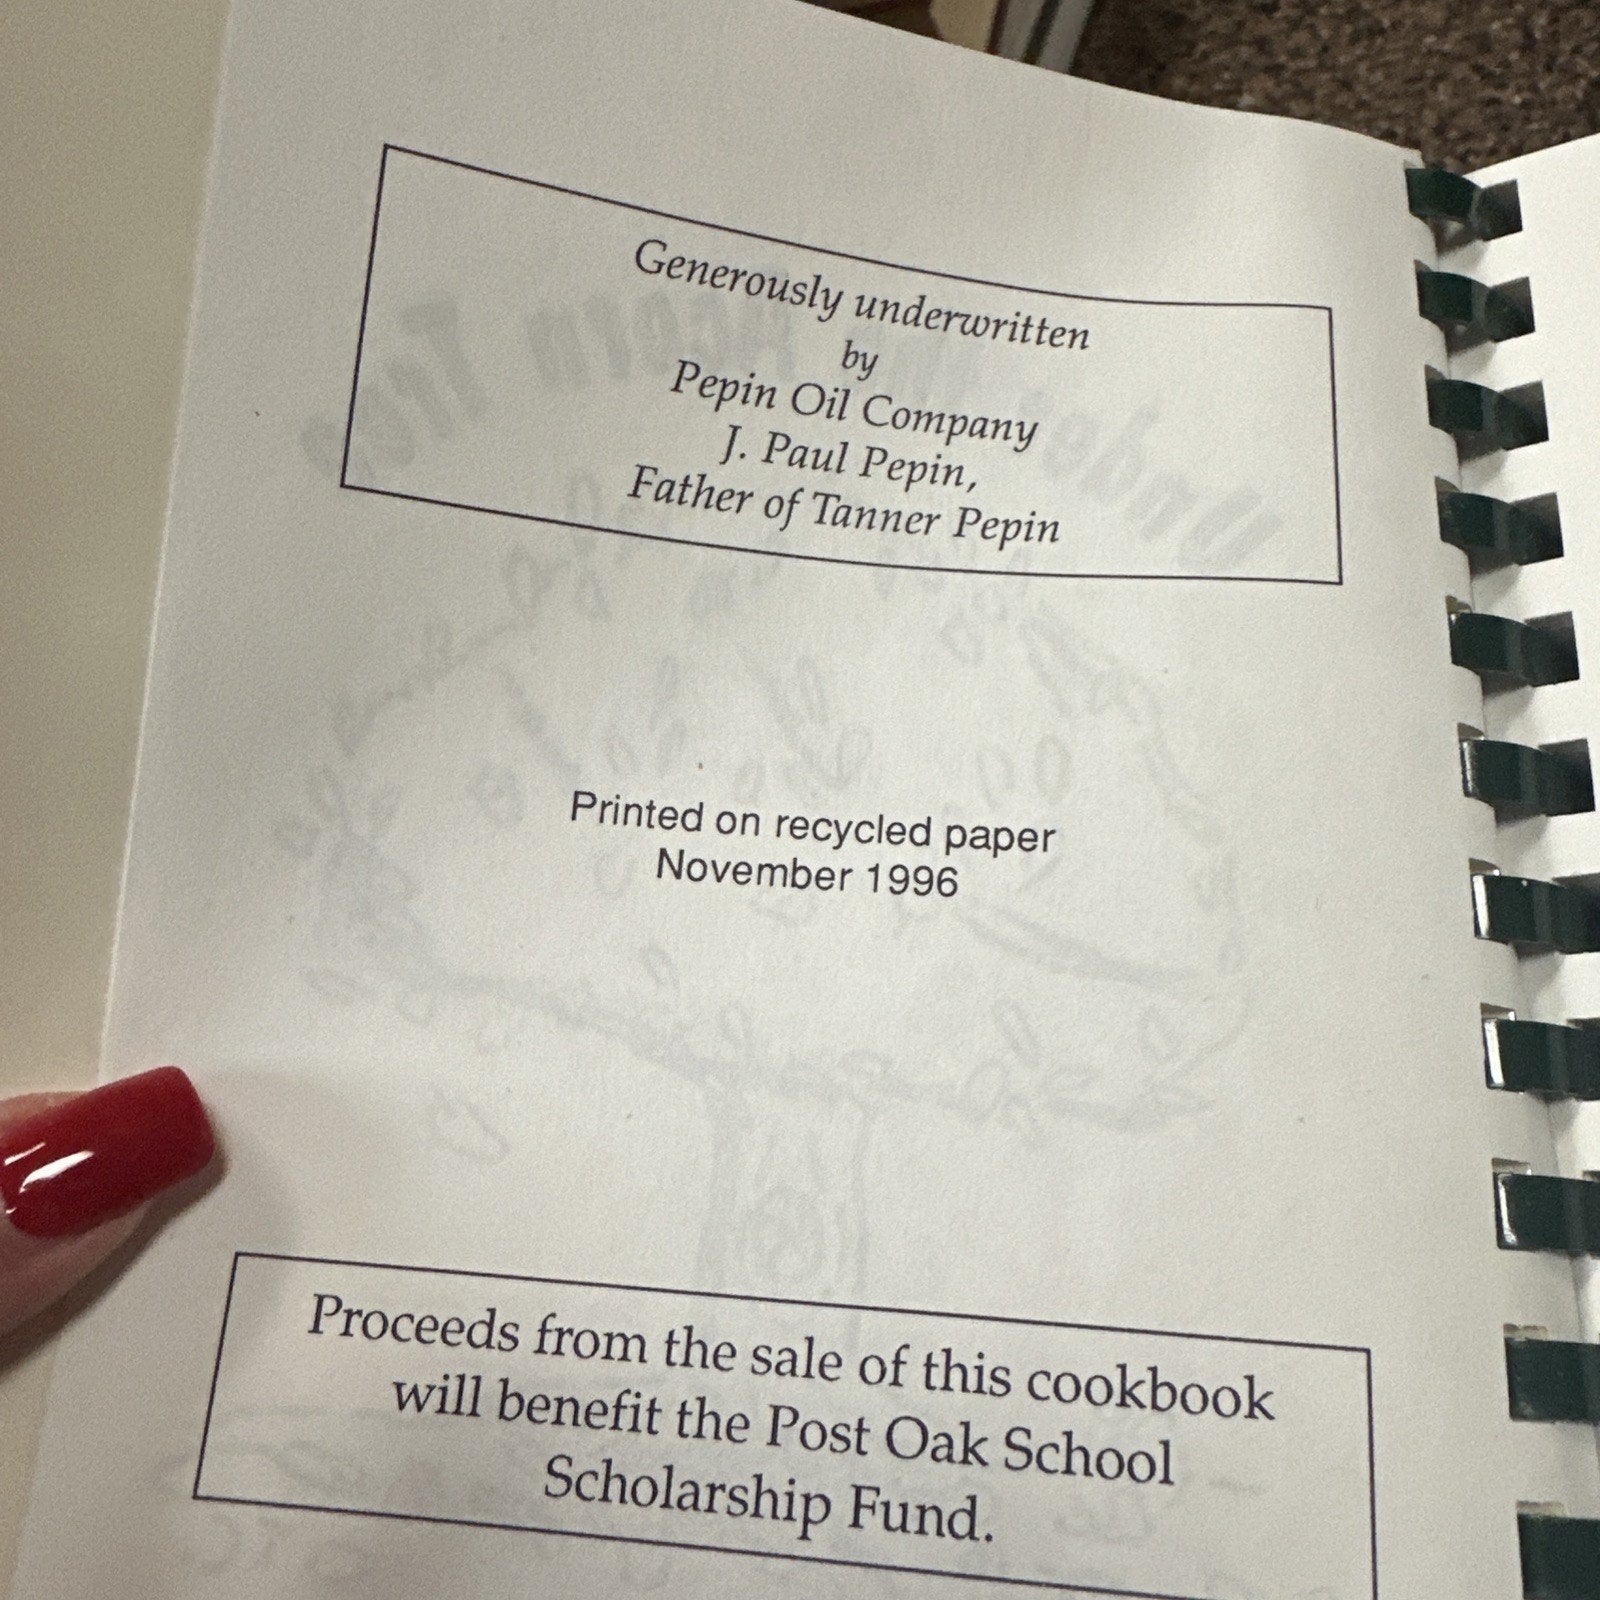 Generously underwritten
by
Pepin Oil Company
J. Paul Pepin,
Father of Tanner Pepin
Printed on recycled paper
November 1996
Proceeds from the sale of this cookbook
will benefit the Post Oak School
Scholarship Fund.